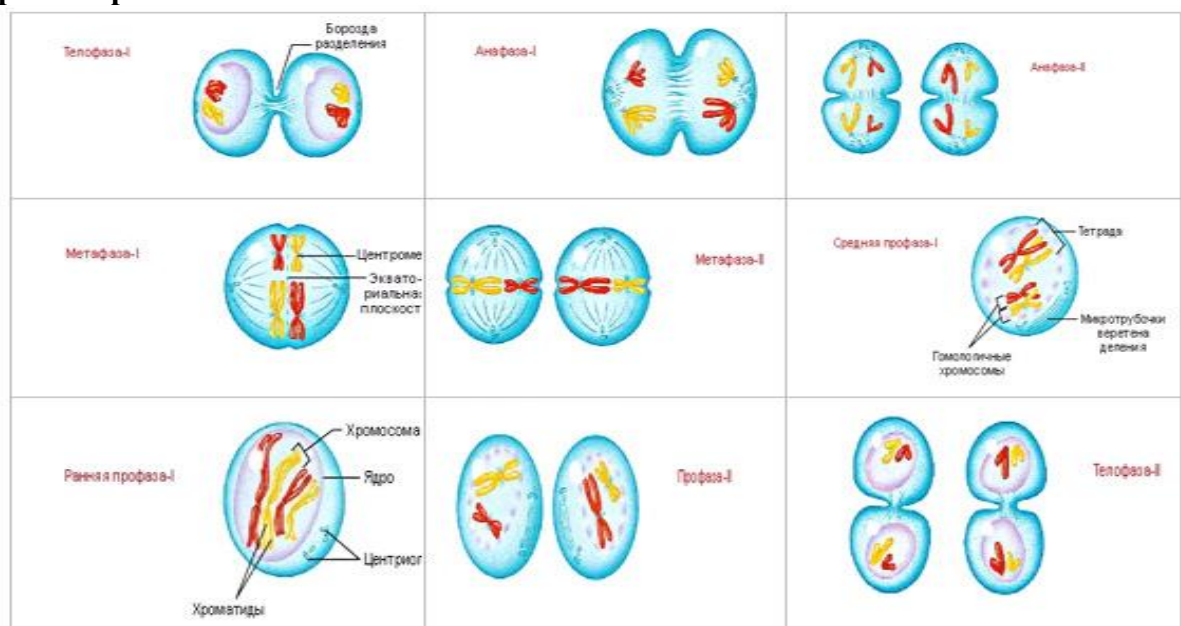 Телофаза-I
Борозда
разделения
Анафаза-I
Анафаза-II
Метафаза-I
Центроме
Эквато-
риальная
плоскост
Метафаза-II
Средняя профаза-I
Тетрада
Микротрубочки
веретена
деления
Гомологичные
хромосомы
Ранняя профаза-I
Хромосома
Ядро
Центриол
Хроматиды
Профаза-II
Телофаза-II